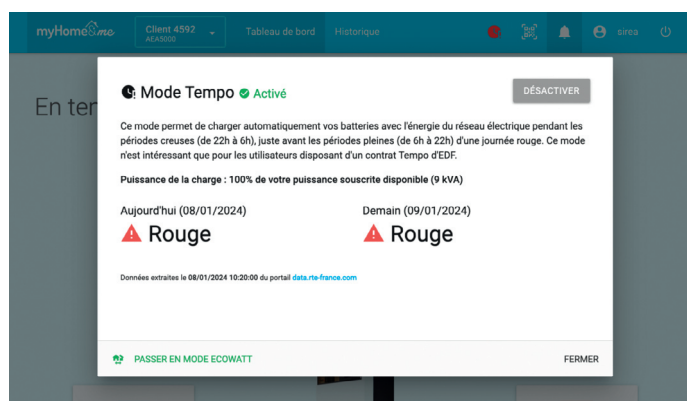 myHome&me
Client 4592
AEA5000
Tableau de bord
Historique
sirea
En ter
Mode Tempo Activé
DÉSACTIVER
Ce mode permet de charger automatiquement vos batteries avec l'énergie du réseau électrique pendant les
périodes creuses (de 22h à 6h), juste avant les périodes pleines (de 6h à 22h) d'une journée rouge. Ce mode
n'est intéressant que pour les utilisateurs disposant d'un contrat Tempo d'EDF.
Puissance de la charge : 100% de votre puissance souscrite disponible (9 kVA)
Aujourd'hui (08/01/2024)
Rouge
Demain (09/01/2024)
Rouge
Données extraites le 08/01/2024 10:20:00 du portail data.rte-france.com
PASSER EN MODE ECOWATT
FERMER